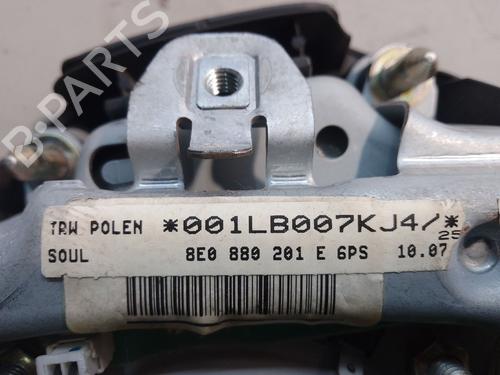 B-PARTS
TRW POLEN *001LB007KJ4/*
25
SOUL 8E0 880 201 E 6PS 10.07